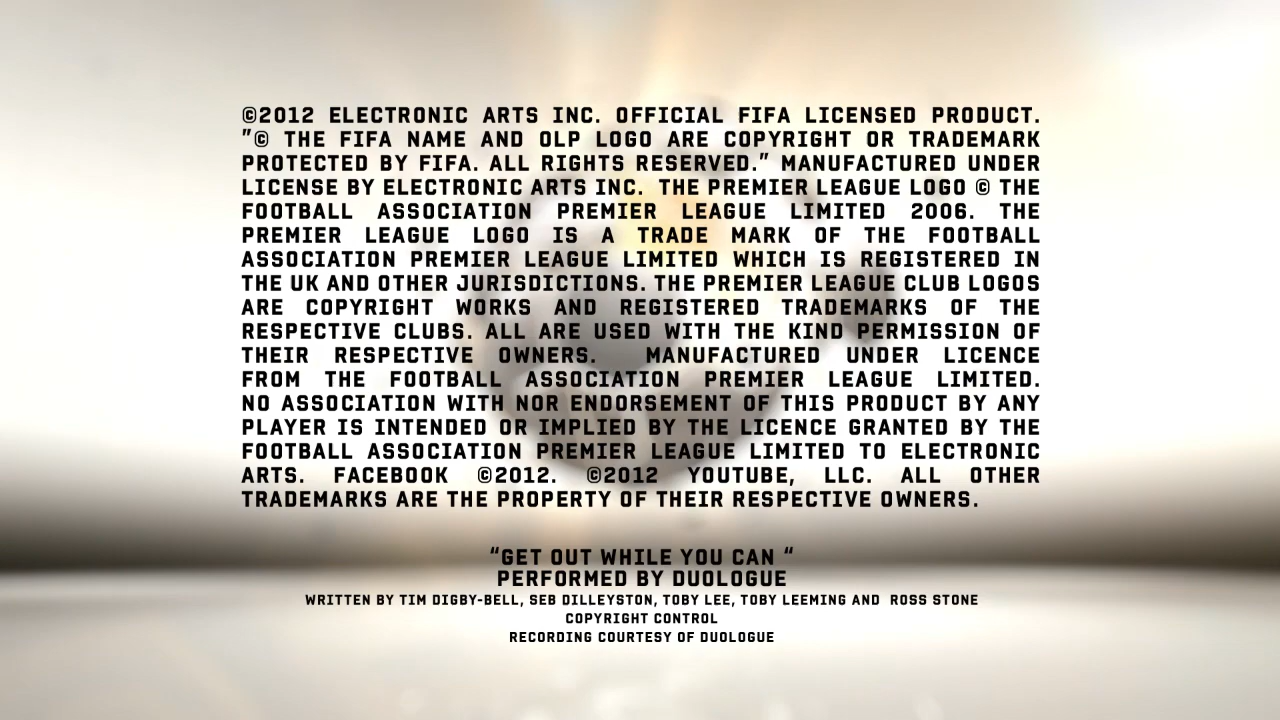 ©2012 ELECTRONIC ARTS INC. OFFICIAL FIFA LICENSED PRODUCT.
"© THE FIFA NAME AND OLP LOGO ARE COPYRIGHT OR TRADEMARK
PROTECTED BY FIFA. ALL RIGHTS RESERVED." MANUFACTURED UNDER
LICENSE BY ELECTRONIC ARTS INC. THE PREMIER LEAGUE LOGO © THE
FOOTBALL ASSOCIATION PREMIER LEAGUE LIMITED 2006. THE
PREMIER LEAGUE LOGO IS A TRADE MARK OF THE FOOTBALL
ASSOCIATION PREMIER LEAGUE LIMITED WHICH IS REGISTERED IN
THE UK AND OTHER JURISDICTIONS. THE PREMIER LEAGUE CLUB LOGOS
ARE COPYRIGHT WORKS AND REGISTERED TRADEMARKS OF THE
RESPECTIVE CLUBS. ALL ARE USED WITH THE KIND PERMISSION OF
THEIR RESPECTIVE OWNERS. MANUFACTURED UNDER LICENCE
FROM THE FOOTBALL ASSOCIATION PREMIER LEAGUE LIMITED.
NO ASSOCIATION WITH NOR ENDORSEMENT OF THIS PRODUCT BY ANY
PLAYER IS INTENDED OR IMPLIED BY THE LICENCE GRANTED BY THE
FOOTBALL ASSOCIATION PREMIER LEAGUE LIMITED TO ELECTRONIC
ARTS. FACEBOOK ©2012. ©2012 YOUTUBE, LLC. ALL OTHER
TRADEMARKS ARE THE PROPERTY OF THEIR RESPECTIVE OWNERS.
“GET OUT WHILE YOU CAN “
PERFORMED BY DUOLOGUE
WRITTEN BY TIM DIGBY-BELL, SEB DILLEYSTON, TOBY LEE, TOBY LEEMING AND ROSS STONE
COPYRIGHT CONTROL
RECORDING COURTESY OF DUOLOGUE